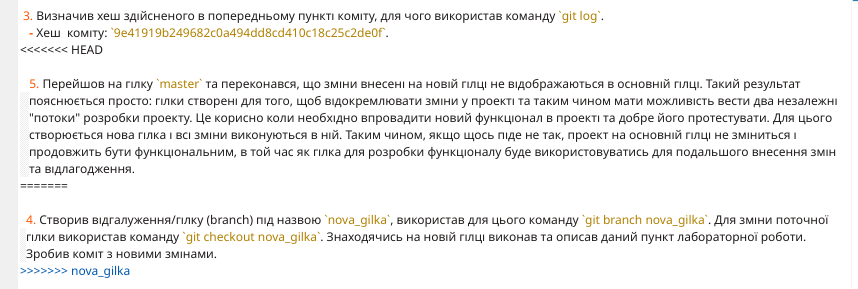 3. Визначив хеш здійсненого в попередньому пункті коміту, для чого використав команду `git log`.
- Хеш коміту: `9e41919b249682c0a494dd8cd410c18c25c2de0f`.
<<<<<<< HEAD
5. Перейшов на гілку `master` та переконався, що зміни внесені на новій гілці не відображаються в основній гілці. Такий результат
пояснюється просто: гілки створені для того, щоб відокремлювати зміни у проекті та таким чином мати можливість вести два незалежні
"потоки" розробки проекту. Це корисно коли необхідно впровадити новий функціонал в проекті та добре його протестувати. Для цього
створюється нова гілка і всі зміни виконуються в ній. Таким чином, якщо щось піде не так, проект на основній гілці не зміниться і
продовжить бути функціональним, в той час як гілка для розробки функціоналу буде використовуватись для подальшого внесення змін
та відлагодження.
=======
4. Створив відгалуження/гілку (branch) під назвою `nova_gilka`, використав для цього команду `git branch nova_gilka`. Для зміни поточної
гілки використав команду `git checkout nova_gilka`. Знаходячись на новій гілці виконав та описав даний пункт лабораторної роботи.
Зробив коміт з новими змінами.
>>>>>>> nova_gilka